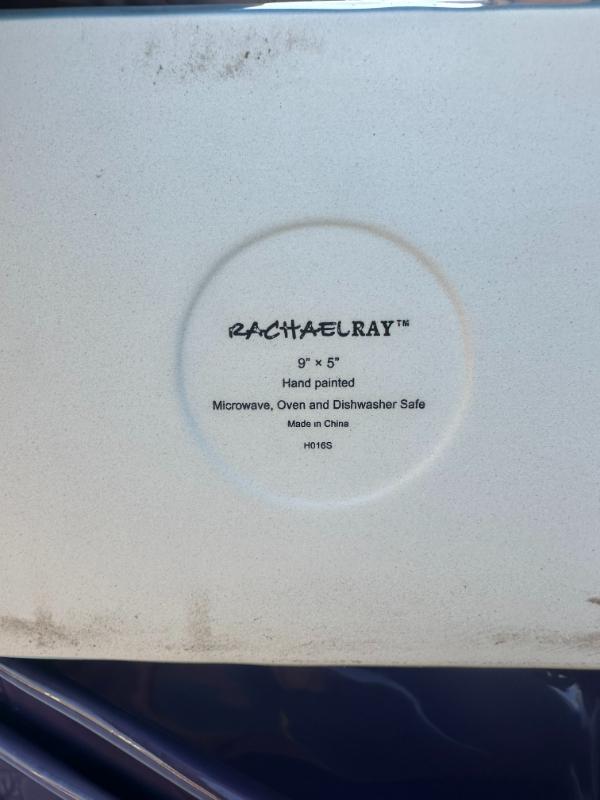 RACHAELRAY™
9" × 5"
Hand painted
Microwave, Oven and Dishwasher Safe
Made in China
H016S